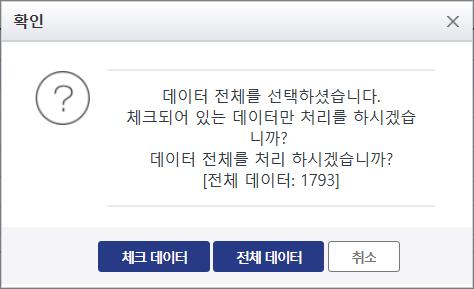 확인
데이터 전체를 선택하셨습니다.
체크되어 있는 데이터만 처리를 하시겠습
니까?
데이터 전체를 처리 하시겠습니까?
[전체 데이터: 1793]
체크 데이터 전체 데이터 취소